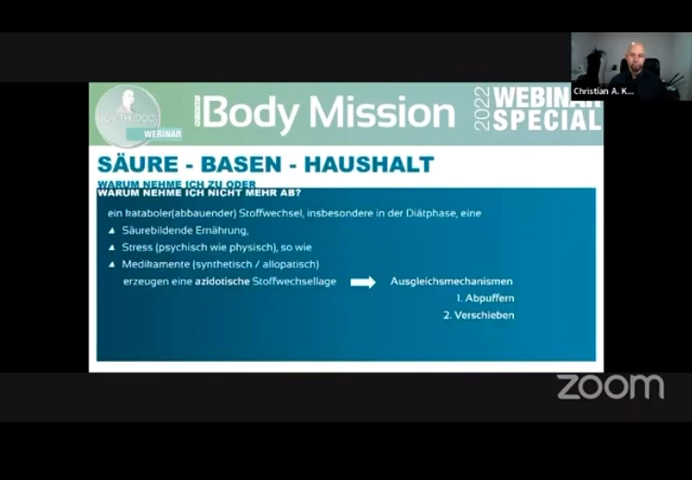 Christian A. K...
HEALTH DOC
WEBINAR
Body Mission
2022
WEBINAR
SPECIAL
SÄURE - BASEN - HAUSHALT
WARUM NEHME ICH ZU ODER
WARUM NEHME ICH NICHT MEHR AB?
ein kataboler(abbauender) Stoffwechsel, insbesondere in der Diätphase, eine
Säurebildende Ernährung,
Stress (psychisch wie physisch), so wie
Medikamente (synthetisch / allopatisch)
erzeugen eine azidotische Stoffwechsellage
Ausgleichsmechanismen
1. Abpuffern
2. Verschieben
zoom